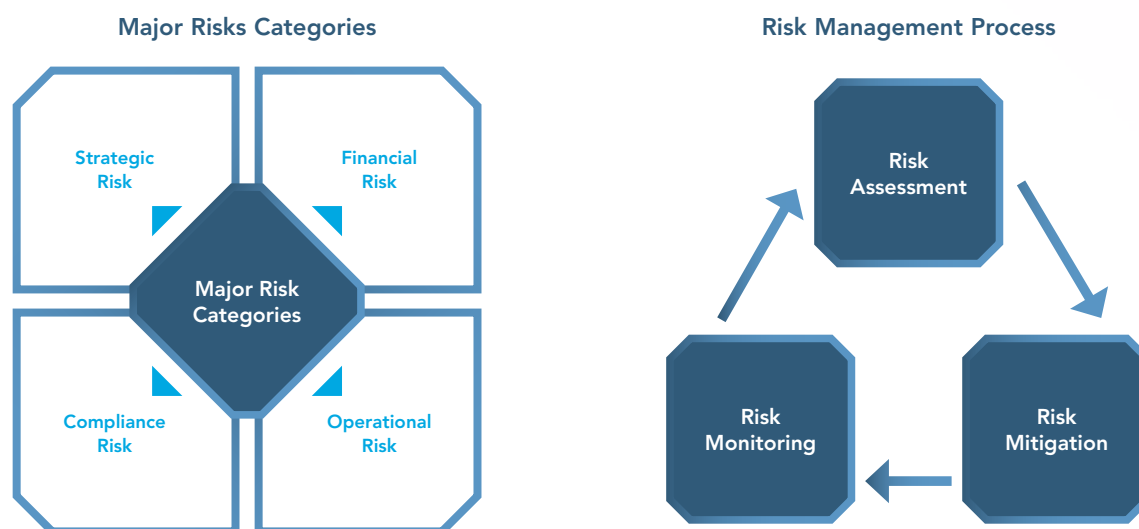 Major Risks Categories
Strategic
Risk
Financial
Risk
Major Risk
Categories
Compliance
Risk
Operational
Risk
Risk Management Process
Risk
Assessment
Risk
Monitoring
Risk
Mitigation